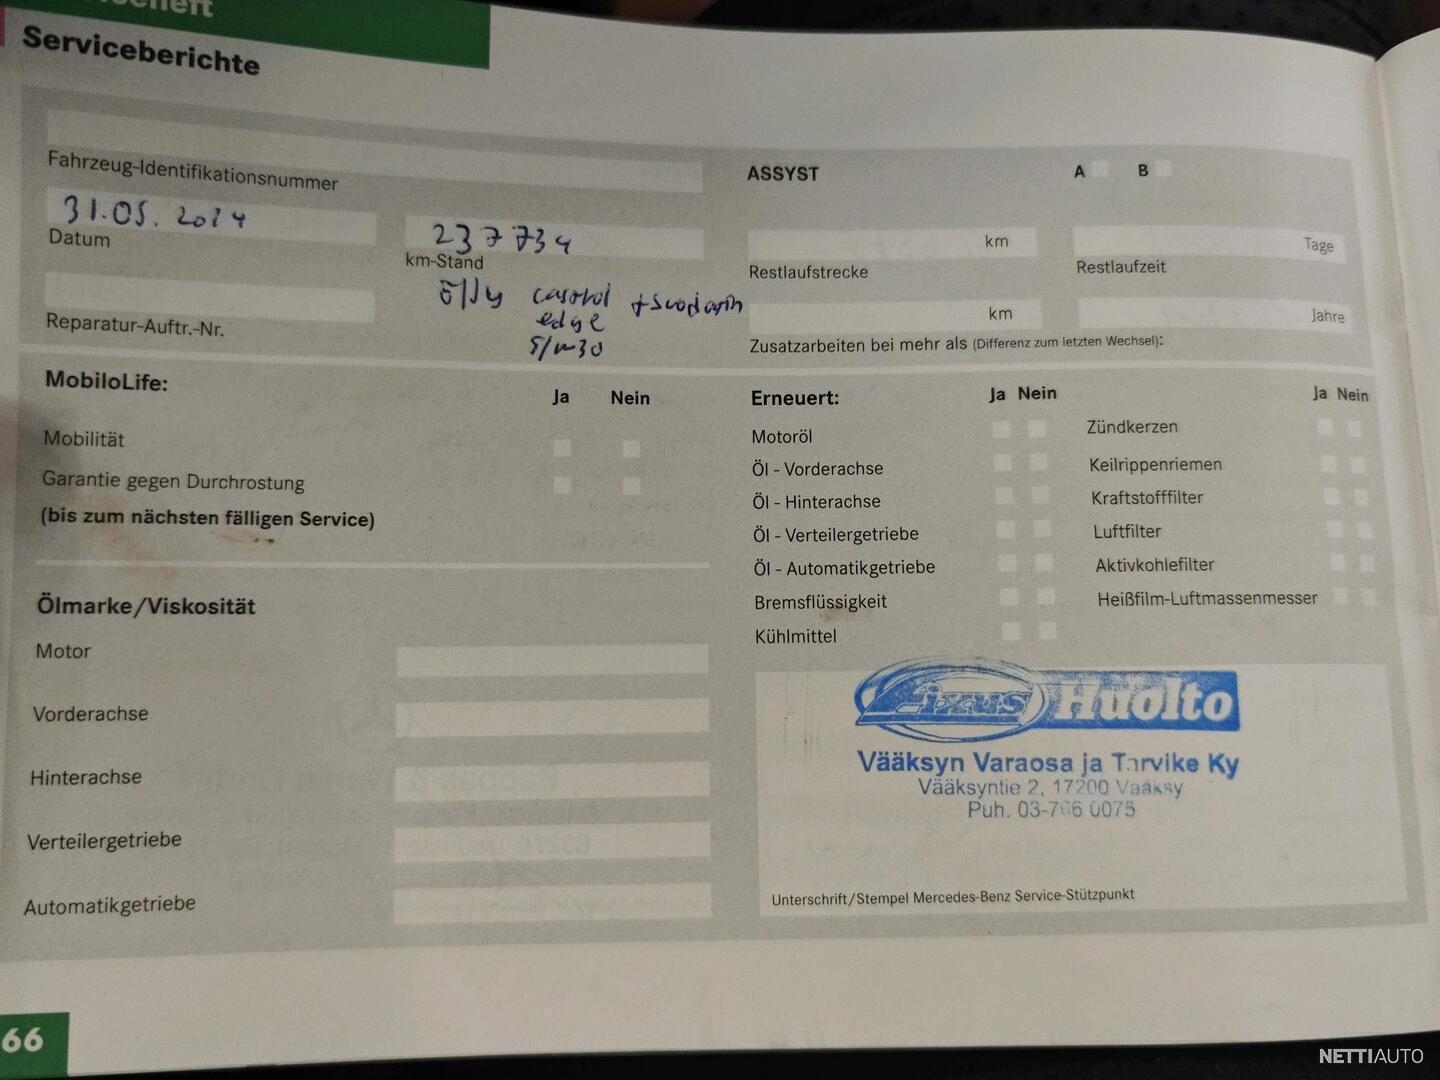 Serviceberichte
Fahrzeug-Identifikationsnummer
31.05.2024
Datum
237734
km-Stand
öljy castrol + suodatin
edge
5/w30
Reparatur-Auftr.-Nr.
ASSYST
A B
km
Restlaufstrecke
Tage
Restlaufzeit
km
Jahre
Zusatzarbeiten bei mehr als (Differenz zum letzten Wechsel):
MobiloLife:
Ja Nein
Mobilität
Garantie gegen Durchrostung
(bis zum nächsten fälligen Service)
Ölmarke/Viskosität
Motor
Vorderachse
Hinterachse
Verteilergetriebe
Automatikgetriebe
Erneuert:
Ja Nein
Motoröl
Öl - Vorderachse
Öl - Hinterachse
Öl - Verteilergetriebe
Öl - Automatikgetriebe
Bremsflüssigkeit
Kühlmittel
Ja Nein
Zündkerzen
Keilrippenriemen
Kraftstofffilter
Luftfilter
Aktivkohlefilter
Heißfilm-Luftmassenmesser
Fixus Huolto
Vääksyn Varaosa ja Tarvike Ky
Vääksyntie 2, 17200 Vääksy
Puh. 03-766 0075
Unterschrift/Stempel Mercedes-Benz Service-Stützpunkt
66
NETTIAUTO